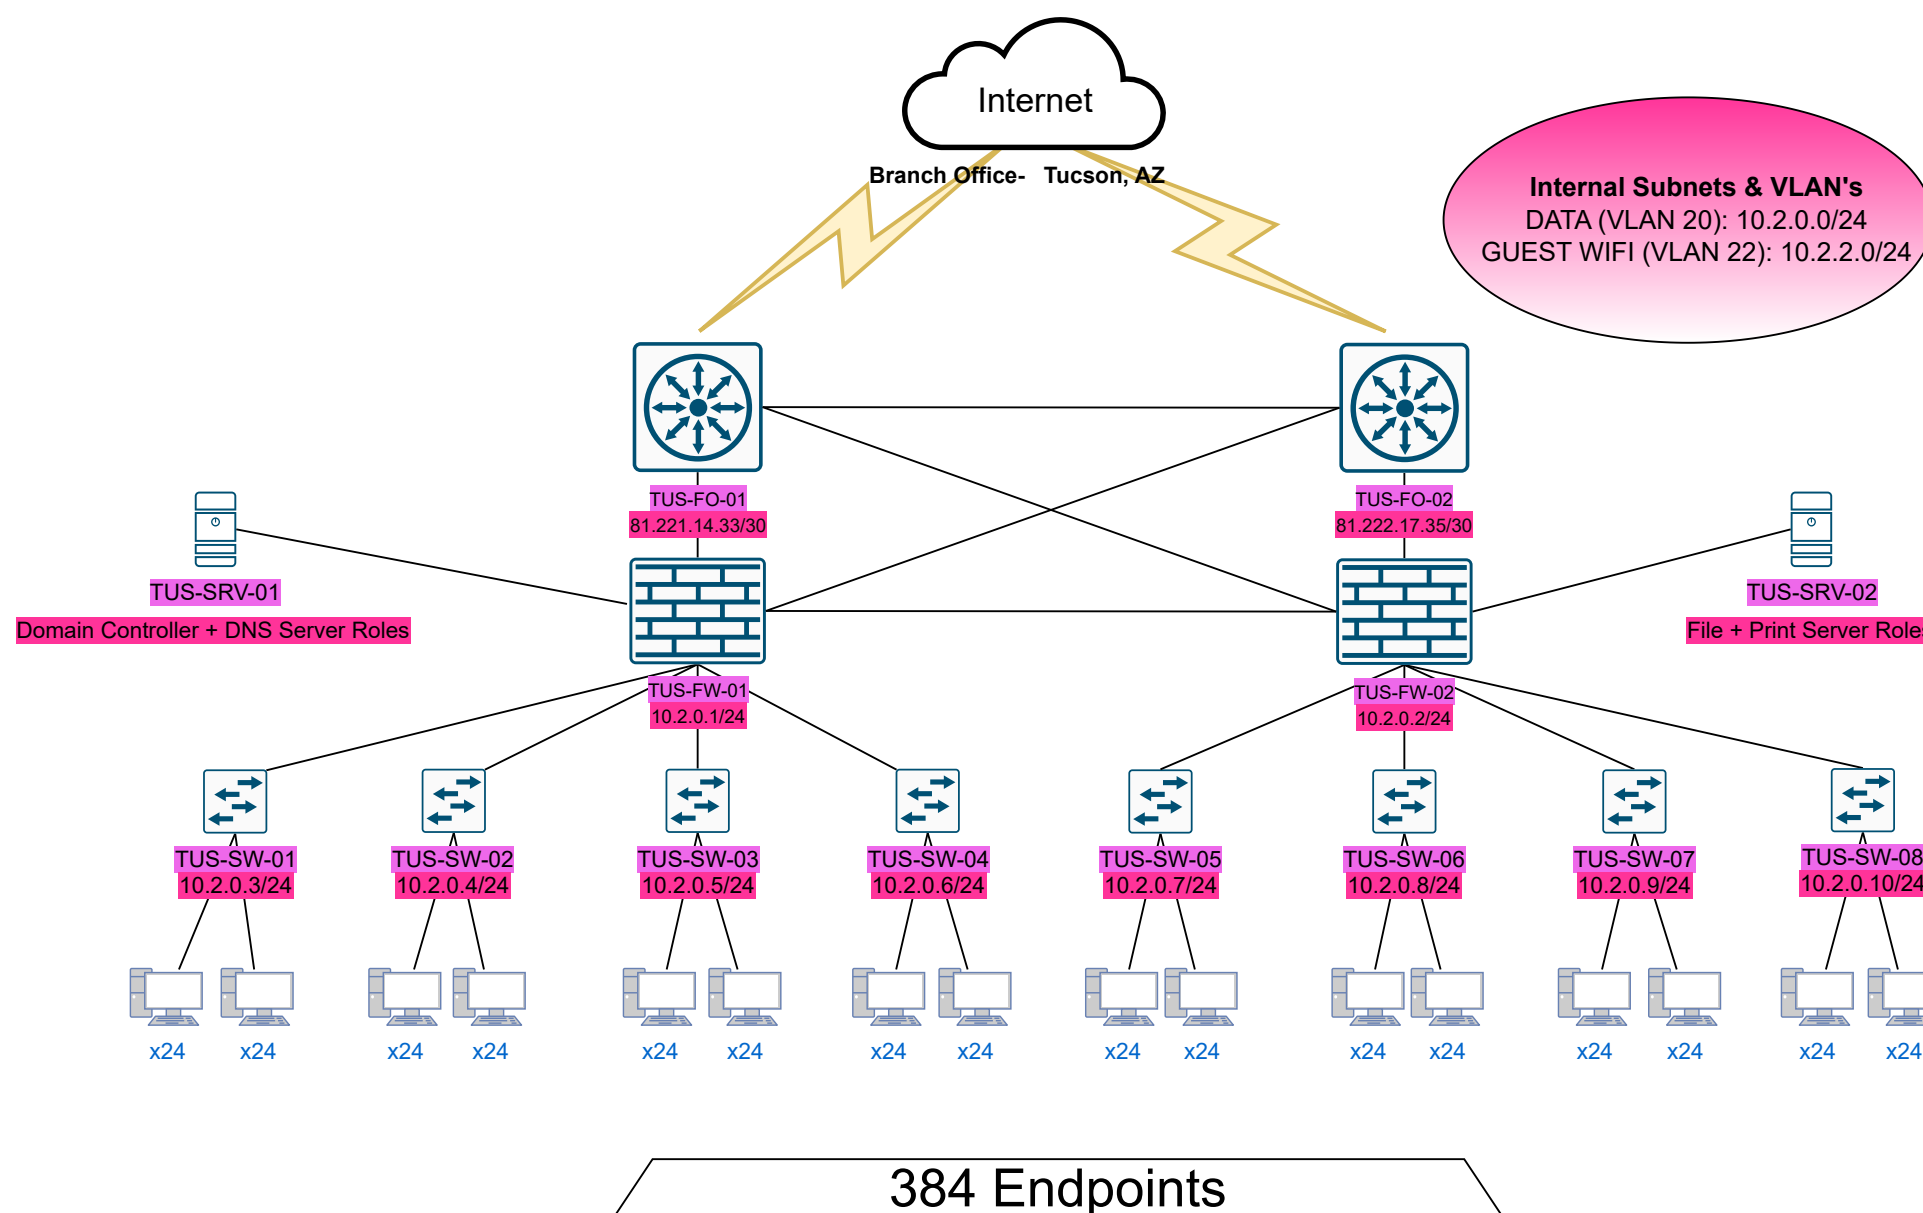 Internet
Branch Office-   Tucson, AZ
Internal Subnets & VLAN's
DATA (VLAN 20): 10.2.0.0/24
GUEST WIFI (VLAN 22): 10.2.2.0/24
TUS-FO-01
81.221.14.33/30
TUS-FO-02
81.222.17.35/30
TUS-SRV-01
Domain Controller + DNS Server Roles
TUS-SRV-02
File + Print Server Roles
TUS-FW-01
10.2.0.1/24
TUS-FW-02
10.2.0.2/24
TUS-SW-01
10.2.0.3/24
TUS-SW-02
10.2.0.4/24
TUS-SW-03
10.2.0.5/24
TUS-SW-04
10.2.0.6/24
TUS-SW-05
10.2.0.7/24
TUS-SW-06
10.2.0.8/24
TUS-SW-07
10.2.0.9/24
TUS-SW-08
10.2.0.10/24
x24 x24 x24 x24 x24 x24 x24 x24 x24 x24 x24 x24 x24 x24 x24 x24
384 Endpoints